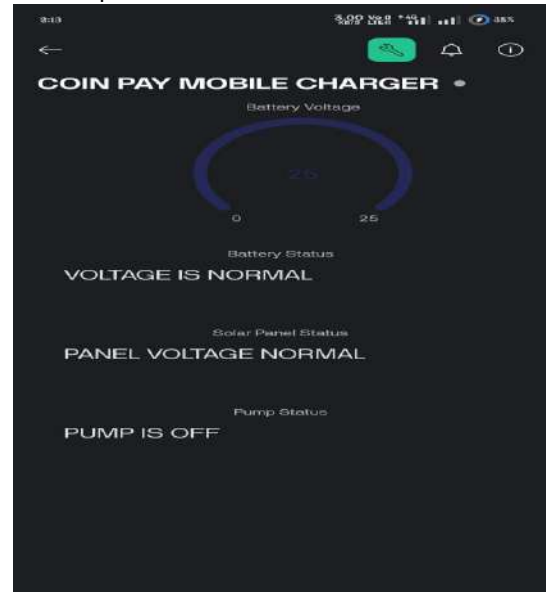 COIN PAY MOBILE CHARGER
Battery Voltage
25
0 25
Battery Status
VOLTAGE IS NORMAL
Solar Panel Status
PANEL VOLTAGE NORMAL
Pump Status
PUMP IS OFF